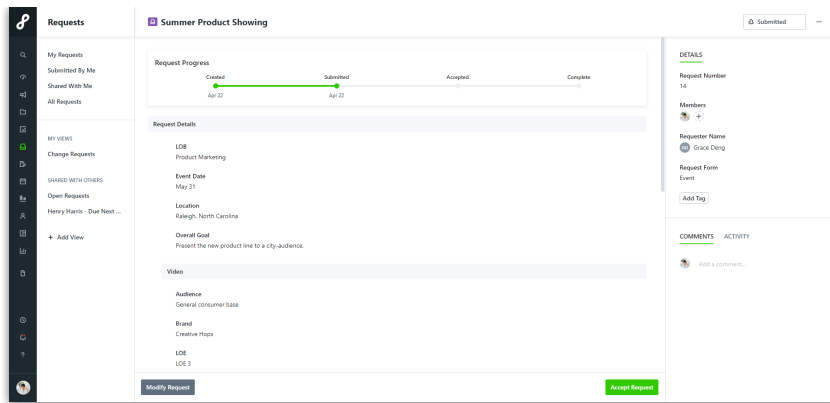 Requests
Summer Product Showing
Submitted
My Requests
Submitted By Me
Shared With Me
All Requests
MY VIEWS
Change Requests
SHARED WITH OTHERS
Open Requests
Henry Harris - Due Next ...
+ Add View
Request Progress
Created
Submitted
Accepted
Complete
Apr 22
Apr 22
Request Details
LOB
Product Marketing
Event Date
May 31
Location
Raleigh, North Carolina
Overall Goal
Present the new product line to a city-audience.
Video
Audience
General consumer base
Brand
Creative Hops
LOE
LOE 3
Modify Request
Accept Request
DETAILS
Request Number
14
Members
Requester Name
GD Grace Deng
Request Form
Event
Add Tag
COMMENTS
ACTIVITY
Add a comment...